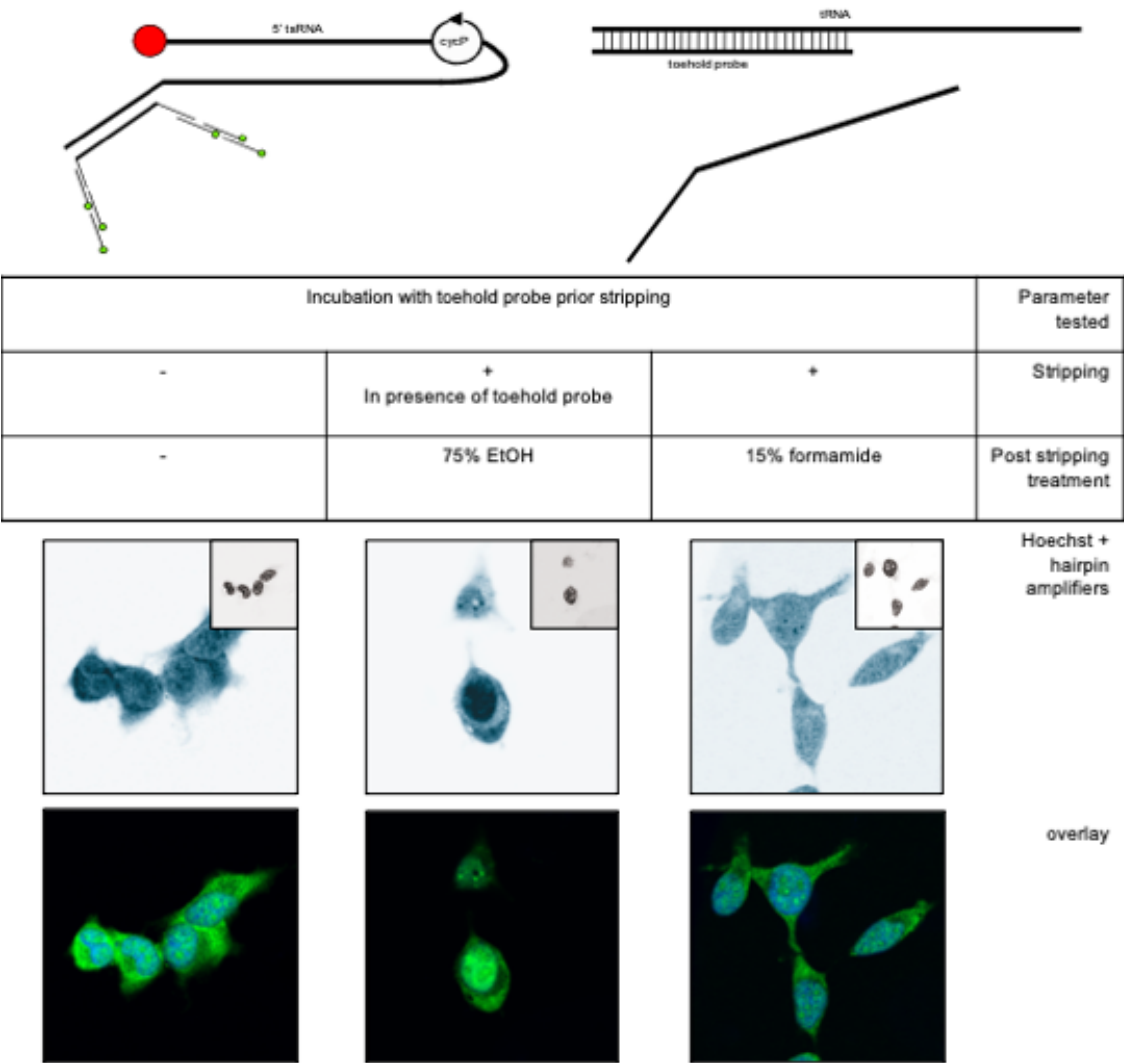 5' tsRNA
cycP
tRNA
toehold probe
Incubation with toehold probe prior stripping
Parameter
tested
-
+
In presence of toehold probe
+
Stripping
-
75% EtOH
15% formamide
Post stripping
treatment
Hoechst +
hairpin
amplifiers
overlay